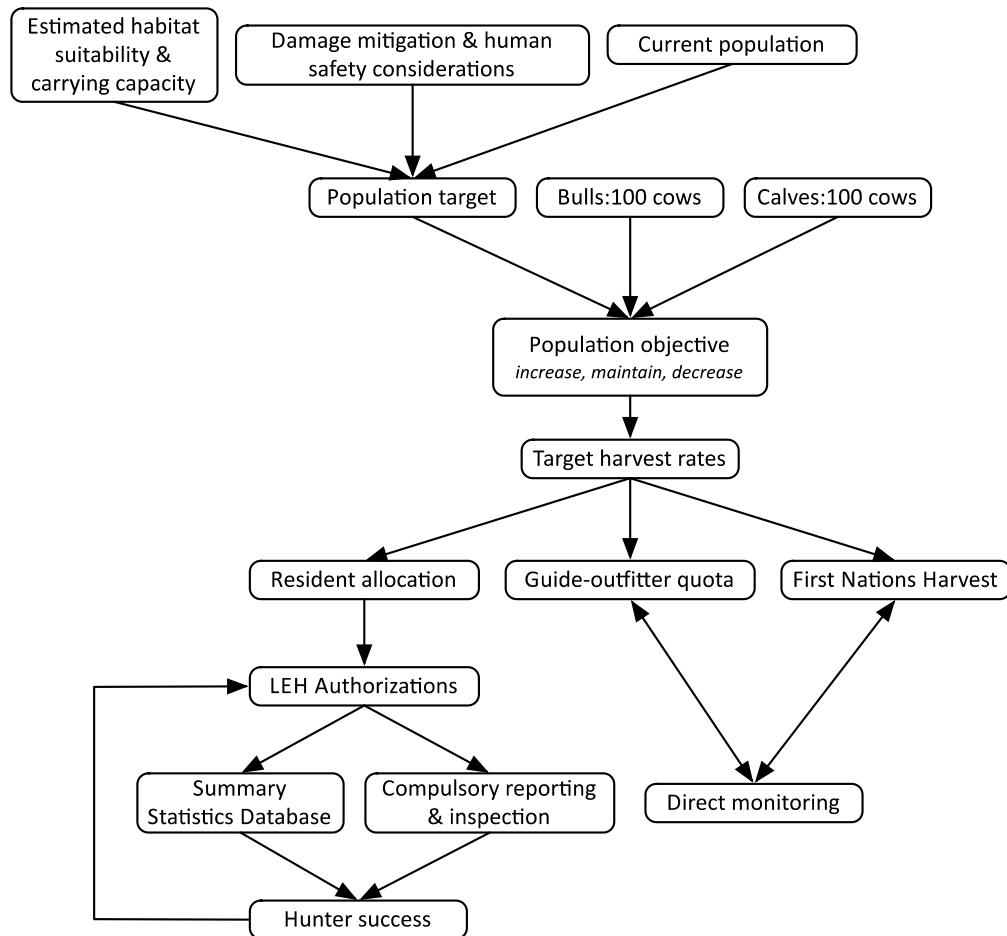 Estimated habitat
suitability &
carrying capacity
Damage mitigation & human
safety considerations
Current population
Population target
Bulls:100 cows
Calves:100 cows
Population objective
increase, maintain, decrease
Target harvest rates
Resident allocation
Guide-outfitter quota
First Nations Harvest
LEH Authorizations
Summary
Statistics Database
Compulsory reporting
& inspection
Direct monitoring
Hunter success